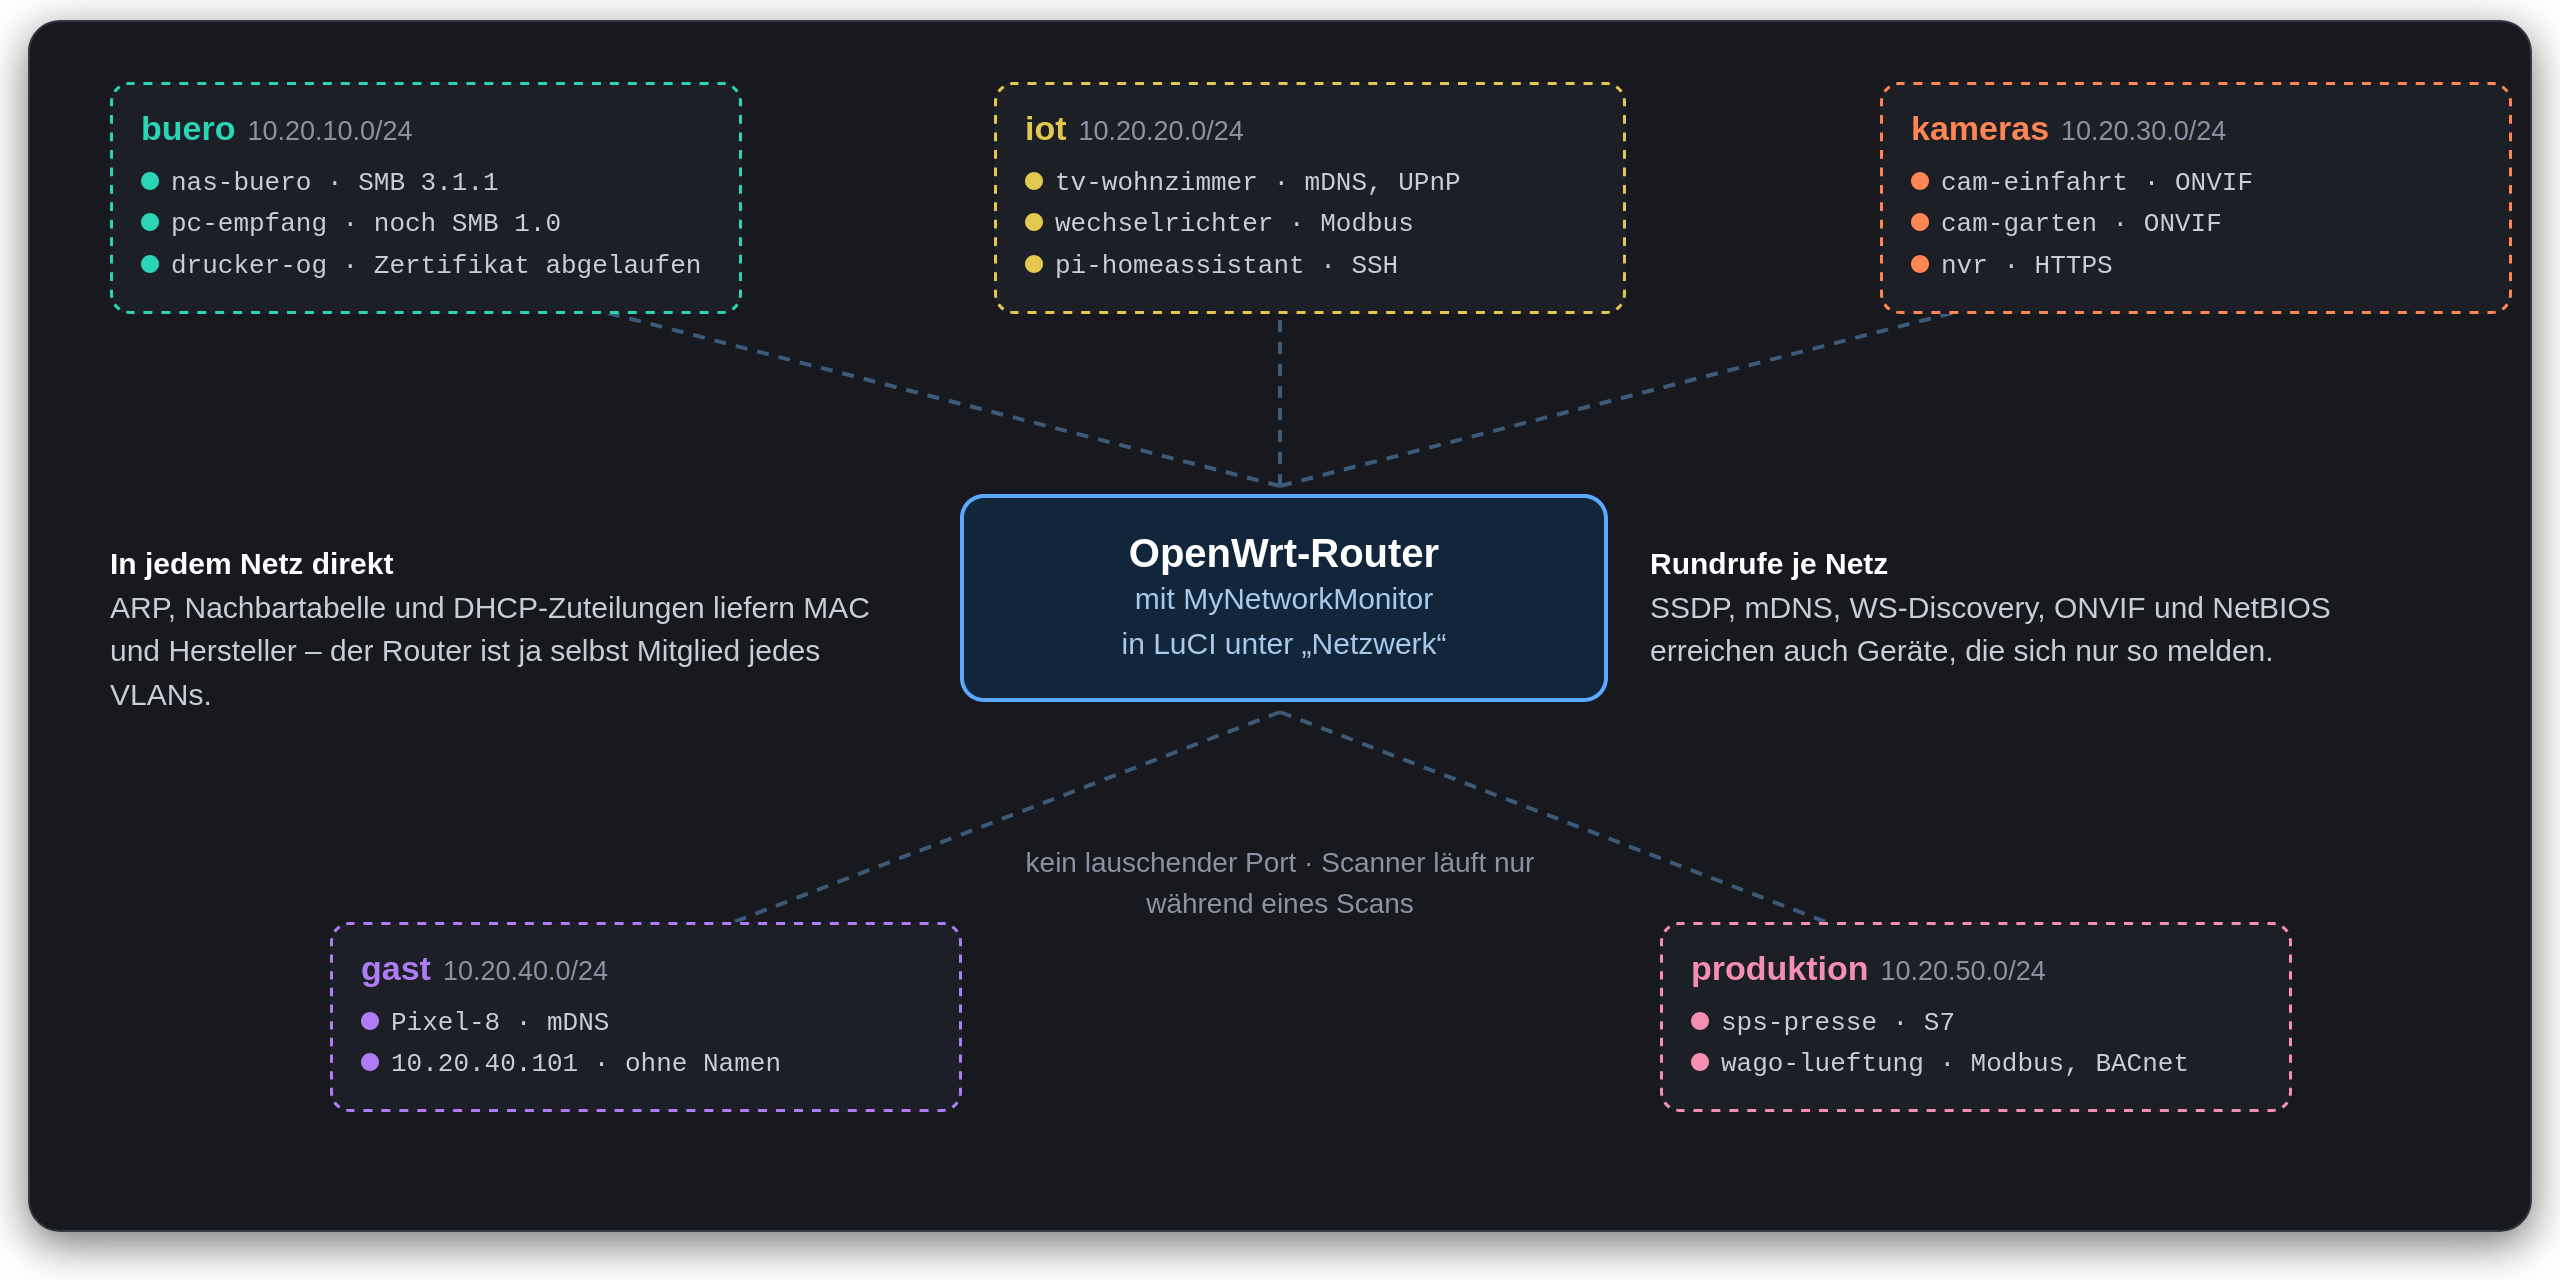 buero 10.20.10.0/24
nas-buero · SMB 3.1.1
pc-empfang · noch SMB 1.0
drucker-og · Zertifikat abgelaufen
iot 10.20.20.0/24
tv-wohnzimmer · mDNS, UPnP
wechselrichter · Modbus
pi-homeassistant · SSH
kameras 10.20.30.0/24
cam-einfahrt · ONVIF
cam-garten · ONVIF
nvr · HTTPS
In jedem Netz direkt
ARP, Nachbartabelle und DHCP-Zuteilungen liefern MAC
und Hersteller – der Router ist ja selbst Mitglied jedes
VLANs.
OpenWrt-Router
mit MyNetworkMonitor
in LuCI unter „Netzwerk“
Rundrufe je Netz
SSDP, mDNS, WS-Discovery, ONVIF und NetBIOS
erreichen auch Geräte, die sich nur so melden.
kein lauschender Port · Scanner läuft nur
während eines Scans
gast 10.20.40.0/24
Pixel-8 · mDNS
10.20.40.101 · ohne Namen
produktion 10.20.50.0/24
sps-presse · S7
wago-lueftung · Modbus, BACnet